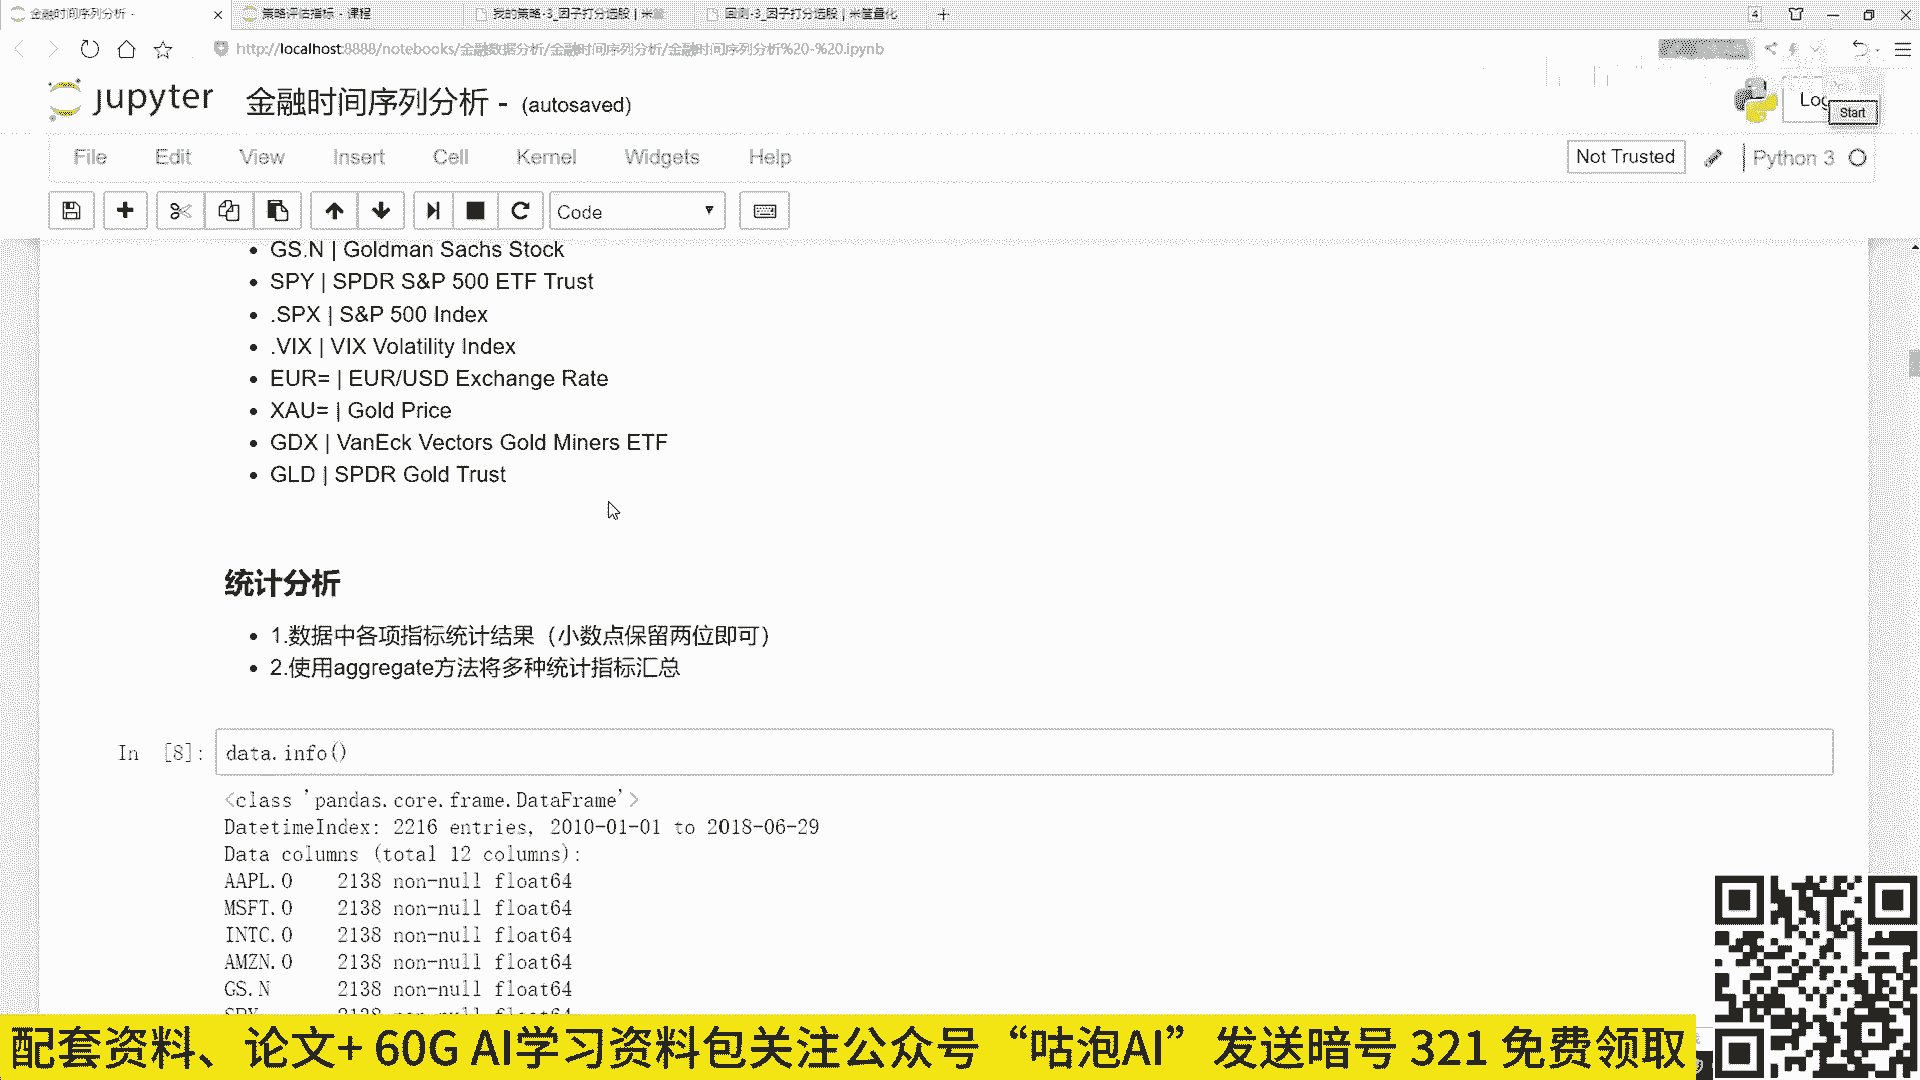 金融时间序列分析 -
策略评估指标 - 课程
我的策略-3_因子打分选股 | 米筐
回测-3_因子打分选股 | 米筐量化
4
http://localhost:8888/notebooks/金融数据分析/金融时间序列分析/金融时间序列分析%20-%20.ipynb
jupyter 金融时间序列分析 - (autosaved)
Start
File Edit View Insert Cell Kernel Widgets Help
Not Trusted
Python 3
Code
GS.N | Goldman Sachs Stock
SPY | SPDR S&P 500 ETF Trust
.SPX | S&P 500 Index
.VIX | VIX Volatility Index
EUR= | EUR/USD Exchange Rate
XAU= | Gold Price
GDX | VanEck Vectors Gold Miners ETF
GLD | SPDR Gold Trust
统计分析
1.数据中各项指标统计结果（小数点保留两位即可）
2.使用aggregate方法将多种统计指标汇总
In [8]: data.info()
<class 'pandas.core.frame.DataFrame'>
DatetimeIndex: 2216 entries, 2010-01-01 to 2018-06-29
Data columns (total 12 columns):
AAPL.O 2138 non-null float64
MSFT.O 2138 non-null float64
INTC.O 2138 non-null float64
AMZN.O 2138 non-null float64
GS.N 2138 non-null float64
配套资料、论文+ 60G AI学习资料包关注公众号“咕泡AI”发送暗号 321 免费领取